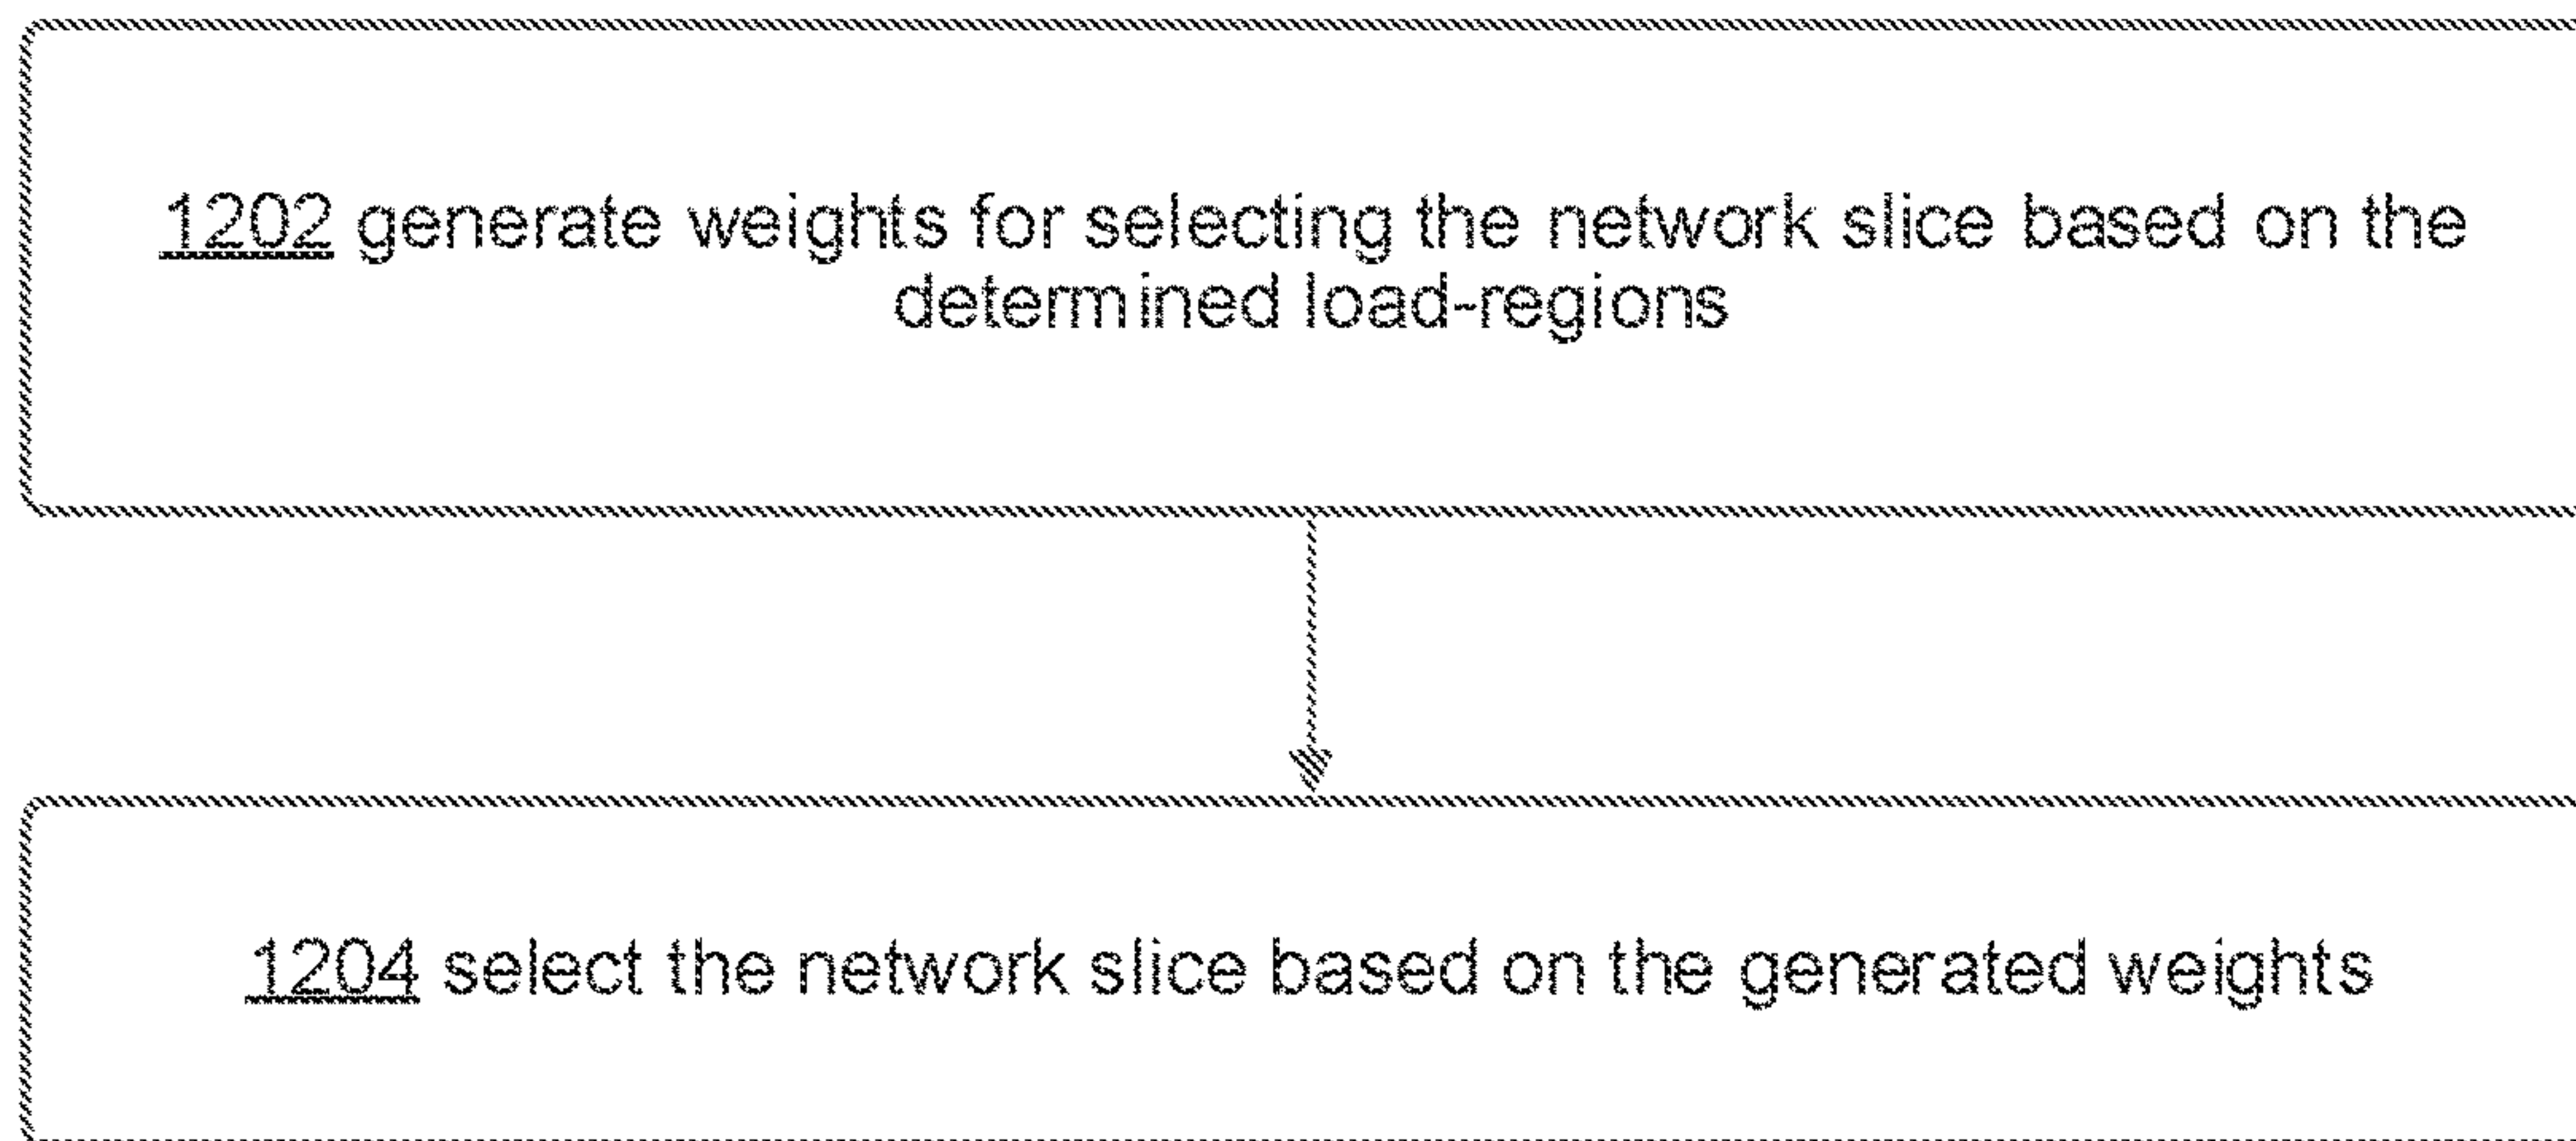 1202 generate weights for selecting the network slice based on the
determined load-regions
1204 select the network slice based on the generated weights